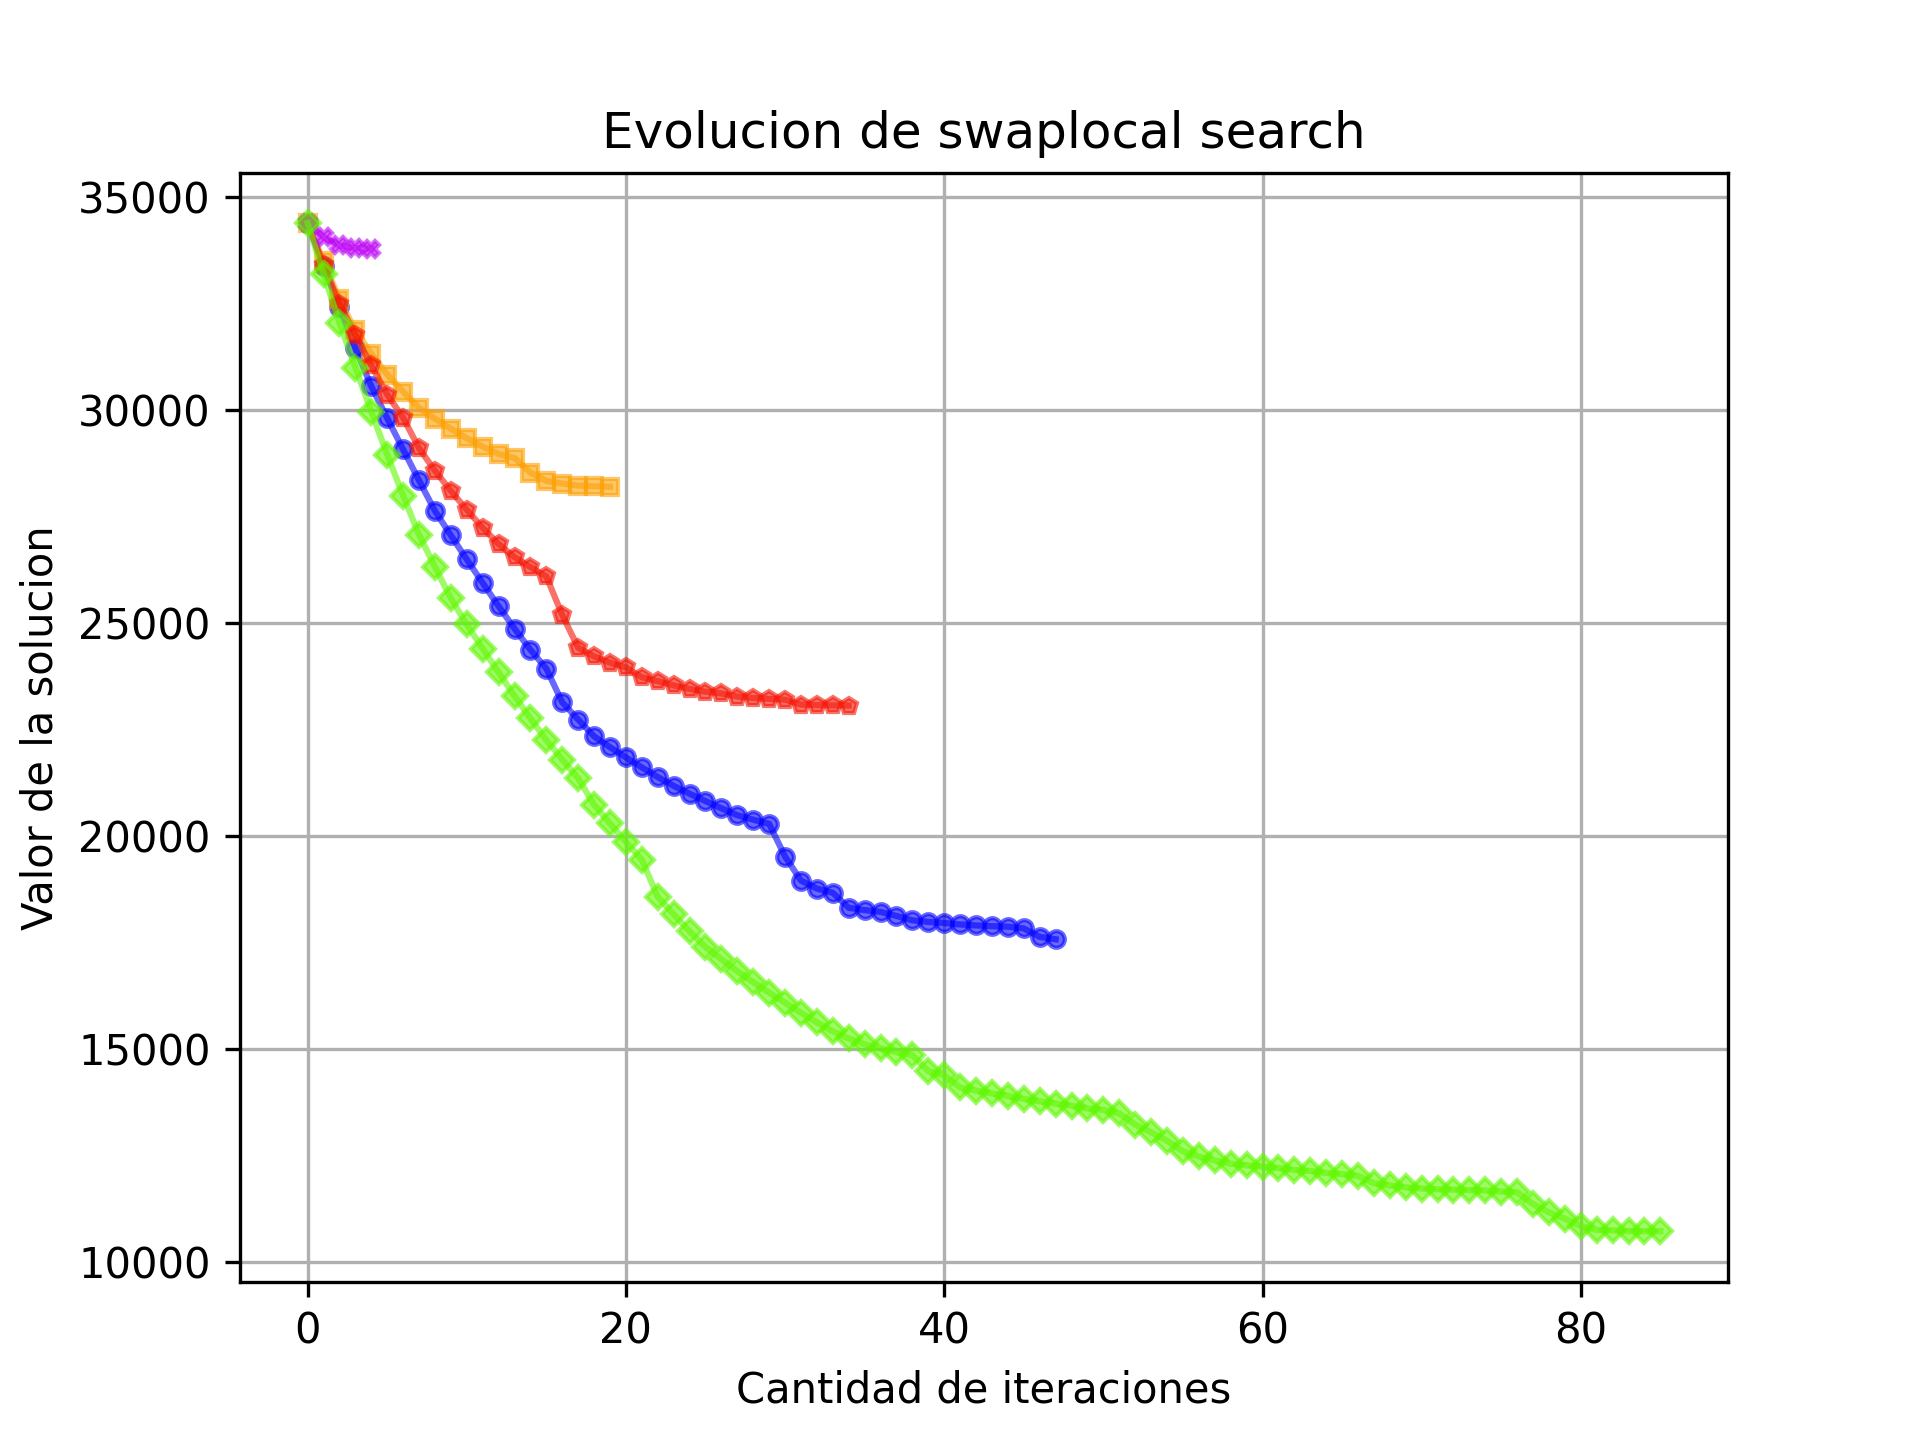 Evolucion de swaplocal search
35000
30000
25000
20000
15000
10000
Valor de la solucion
0 20 40 60 80
Cantidad de iteraciones